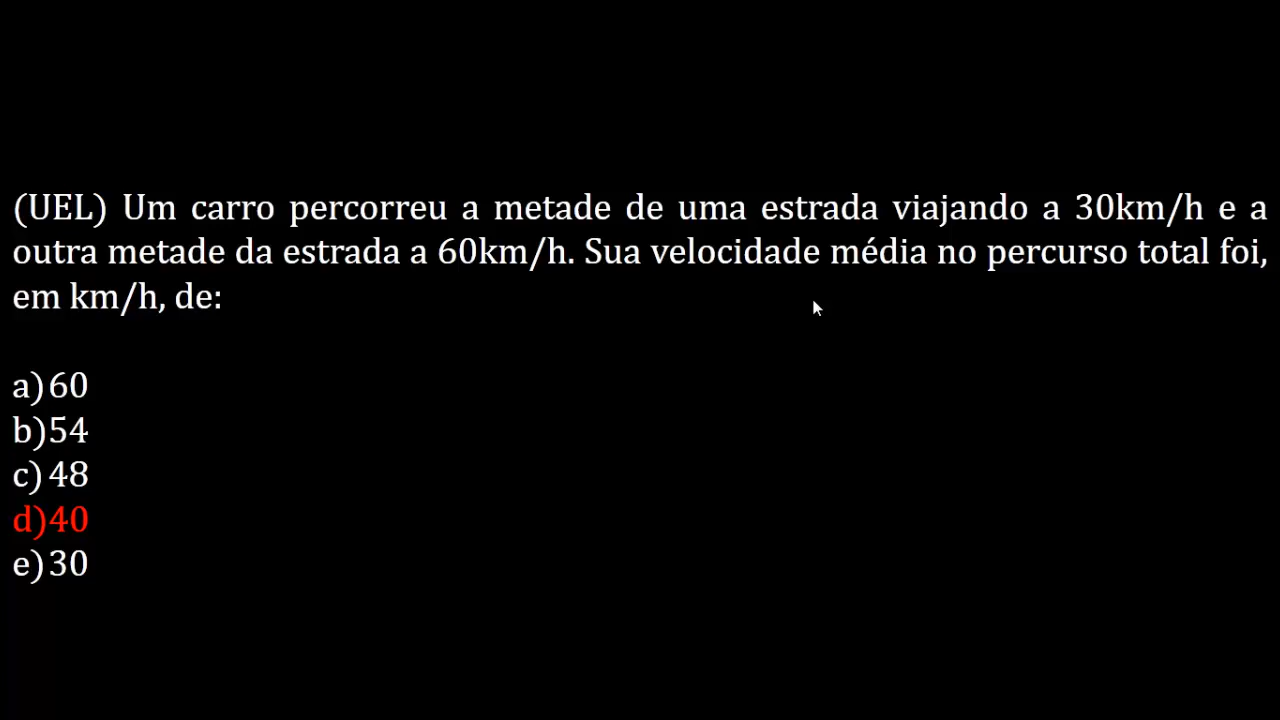 (UEL) Um carro percorreu a metade de uma estrada viajando a 30km/h e a
outra metade da estrada a 60km/h. Sua velocidade média no percurso total foi,
em km/h, de:
a) 60
b) 54
c) 48
d) 40
e) 30